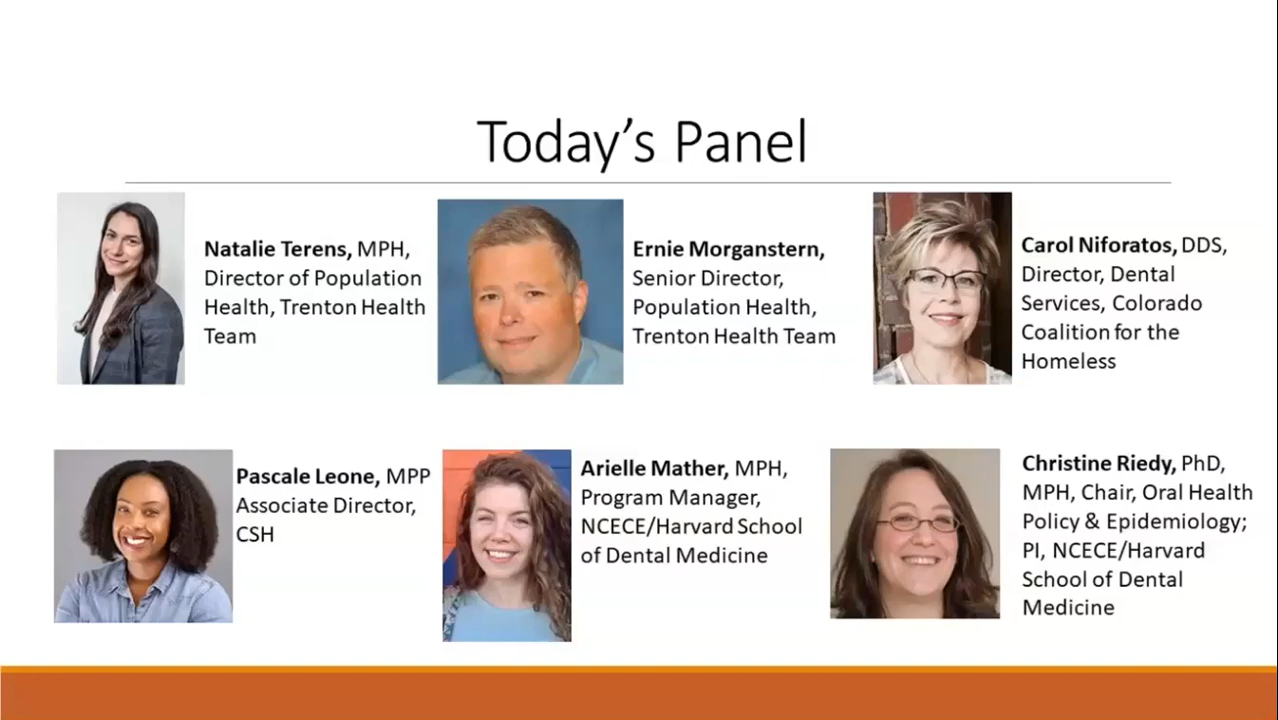 Today's Panel
Natalie Terens, MPH,
Director of Population
Health, Trenton Health
Team
Ernie Morganstern,
Senior Director,
Population Health,
Trenton Health Team
Carol Niforatos, DDS,
Director, Dental
Services, Colorado
Coalition for the
Homeless
Pascale Leone, MPP
Associate Director,
CSH
Arielle Mather, MPH,
Program Manager,
NCECE/Harvard School
of Dental Medicine
Christine Riedy, PhD,
MPH, Chair, Oral Health
Policy & Epidemiology;
PI, NCECE/Harvard
School of Dental
Medicine